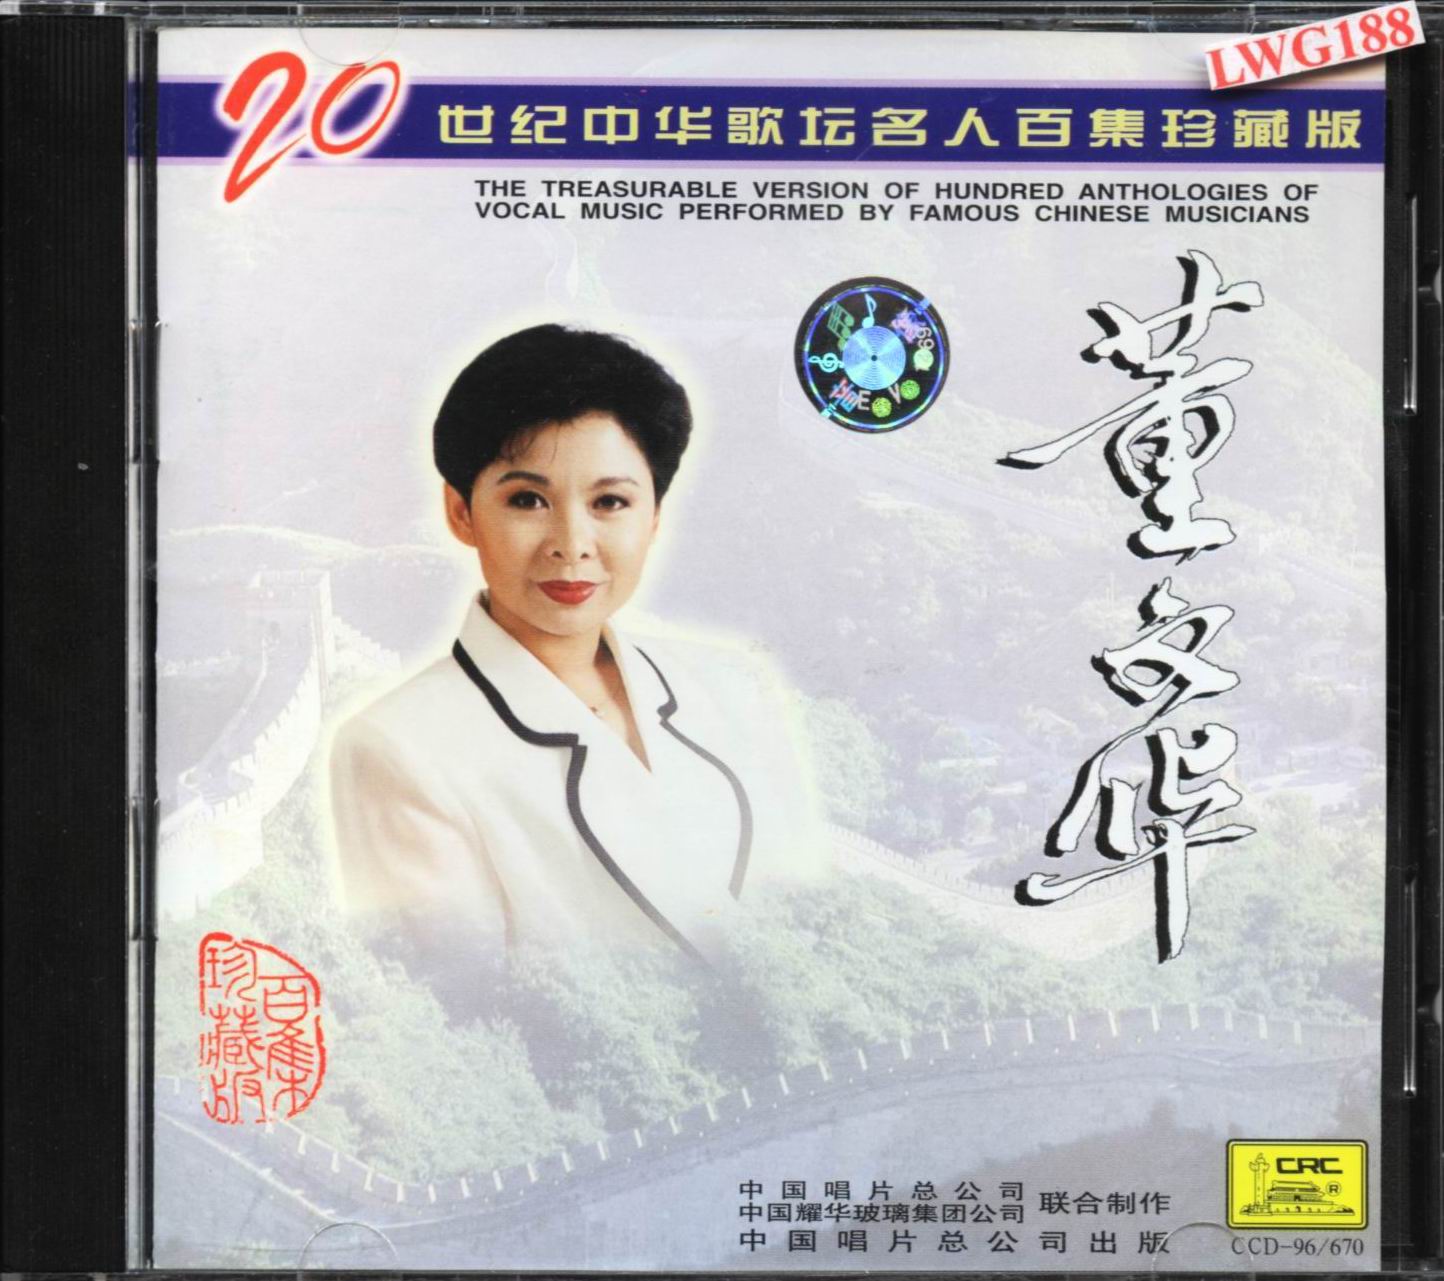 LWG188
20
世纪中华歌坛名人百集珍藏版
THE TREASURABLE VERSION OF HUNDRED ANTHOLOGIES OF
VOCAL MUSIC PERFORMED BY FAMOUS CHINESE MUSICIANS
董文华
百集
珍藏版
中国唱片总公司
中国耀华玻璃集团公司
联合制作
中国唱片总公司出版
CRC
®
CCD-96/670